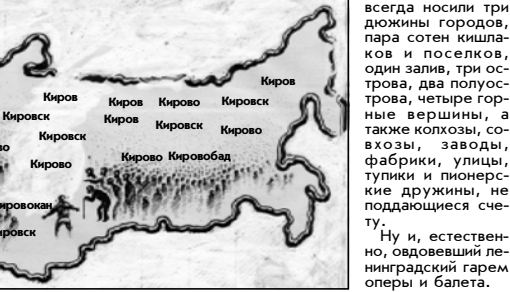 Киров
Киров
Киров
Кирово
Кировск
Кировск
Киров
Кировск
Кирово
Кировск
Кирово
Кирово
Кировобад
всегда носили три
дюжины городов,
пара сотен кишла-
ков и поселков,
один залив, три ос-
трова, два полуос-
трова, четыре гор-
ные вершины, а
также колхозы, со-
вхозы, заводы,
фабрики, улицы,
тупики и пионерс-
кие дружины, не
поддающиеся сче-
ту.
Ну и, естествен-
но, овдовевший ле-
нинградский гарем
оперы и балета.